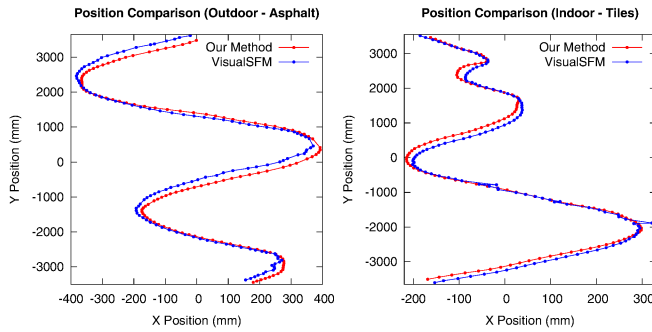 Position Comparison (Outdoor - Asphalt)
Our Method
VisualSFM
3000
2000
1000
0
-1000
-2000
-3000
Y Position (mm)
-400 -300 -200 -100 0 100 200 300 400
X Position (mm)
Position Comparison (Indoor - Tiles)
Our Method
VisualSFM
3000
2000
1000
0
-1000
-2000
-3000
Y Position (mm)
-200 -100 0 100 200 300
X Position (mm)